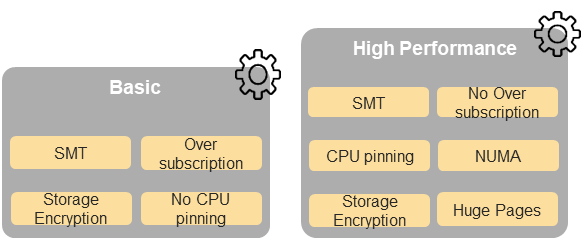 Basic
SMT
Over
subscription
Storage
Encryption
No CPU
pinning
High Performance
SMT
No Over
subscription
CPU pinning
NUMA
Storage
Encryption
Huge Pages